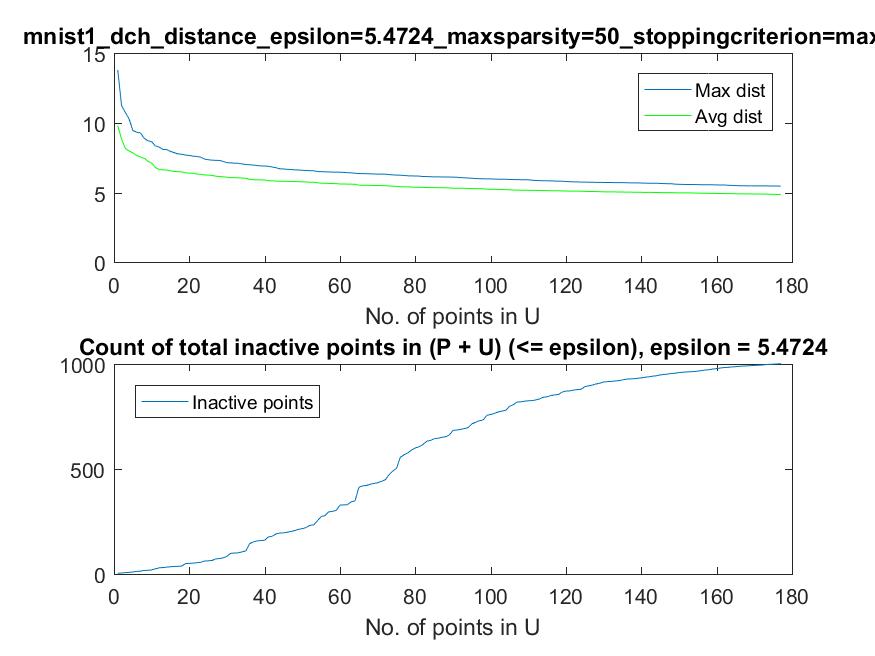 mnist1_dch_distance_epsilon=5.4724_maxsparsity=50_stoppingcriterion=max
15
10
5
0
Max dist
Avg dist
0 20 40 60 80 100 120 140 160 180
No. of points in U
Count of total inactive points in (P + U) (<= epsilon), epsilon = 5.4724
1000
500
0
Inactive points
0 20 40 60 80 100 120 140 160 180
No. of points in U